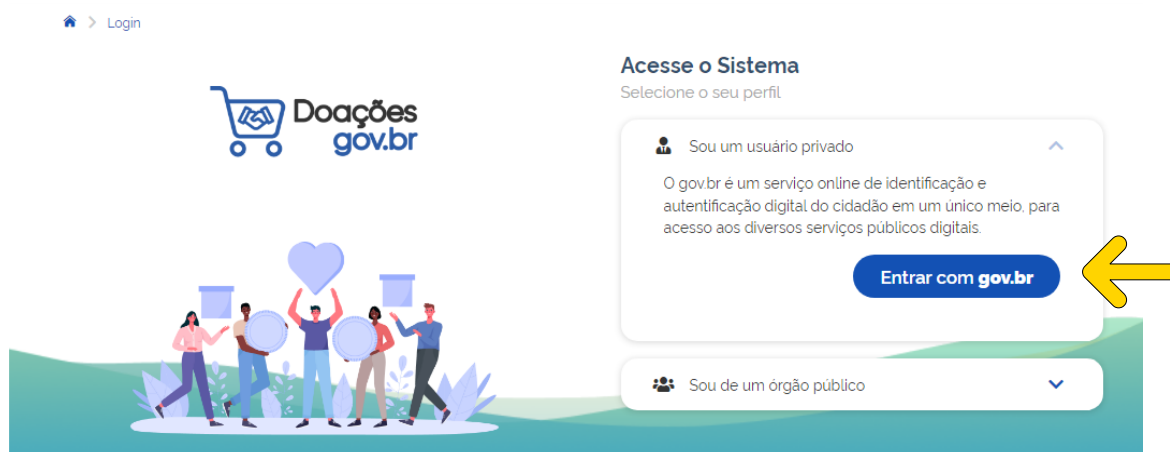 Login
Doações
gov.br
Acesse o Sistema
Selecione o seu perfil
Sou um usuário privado
O gov.br é um serviço online de identificação e
autentificação digital do cidadão em um único meio, para
acesso aos diversos serviços públicos digitais.
Entrar com gov.br
Sou de um órgão público